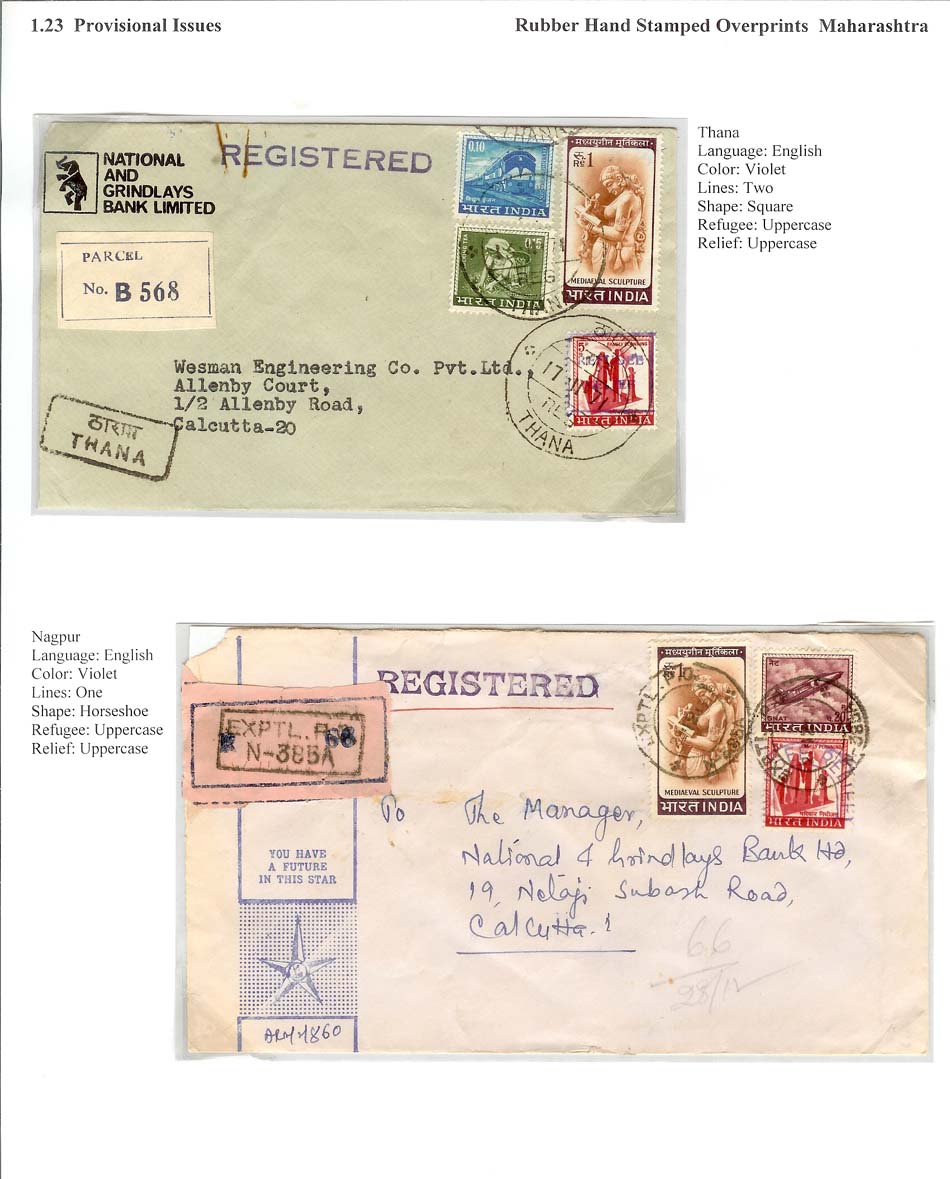 1.23 Provisional Issues
Rubber Hand Stamped Overprints Maharashtra
Thana
Language: English
Color: Violet
Lines: Two
Shape: Square
Refugee: Uppercase
Relief: Uppercase
NATIONAL
AND
GRINDLAYS
BANK LIMITED
REGISTERED
THANA
0.10
भारत INDIA
मध्ययुगीन मूर्तिकला
रु. 1
Rs
MEDIAEVAL SCULPTURE
भारत INDIA
0.15
भारत INDIA
THANA
PARCEL
No. B 568
5
भारत INDIA
THANA
Wesman Engineering Co. Pvt.Ltd.,
Allenby Court,
1/2 Allenby Road,
Calcutta-20
THANA
Nagpur
Language: English
Color: Violet
Lines: One
Shape: Horseshoe
Refugee: Uppercase
Relief: Uppercase
REGISTERED
EXPTL.
N-385A
68
मध्ययुगीन मूर्तिकला
MEDIAEVAL SCULPTURE
भारत INDIA
नेट
GNAT
20
भारत INDIA
भारत INDIA
To
The Manager,
National & Grindlays Bank Ltd,
19, Netaji Subash Road,
Calcutta-1
YOU HAVE
A FUTURE
IN THIS STAR
66
28/12